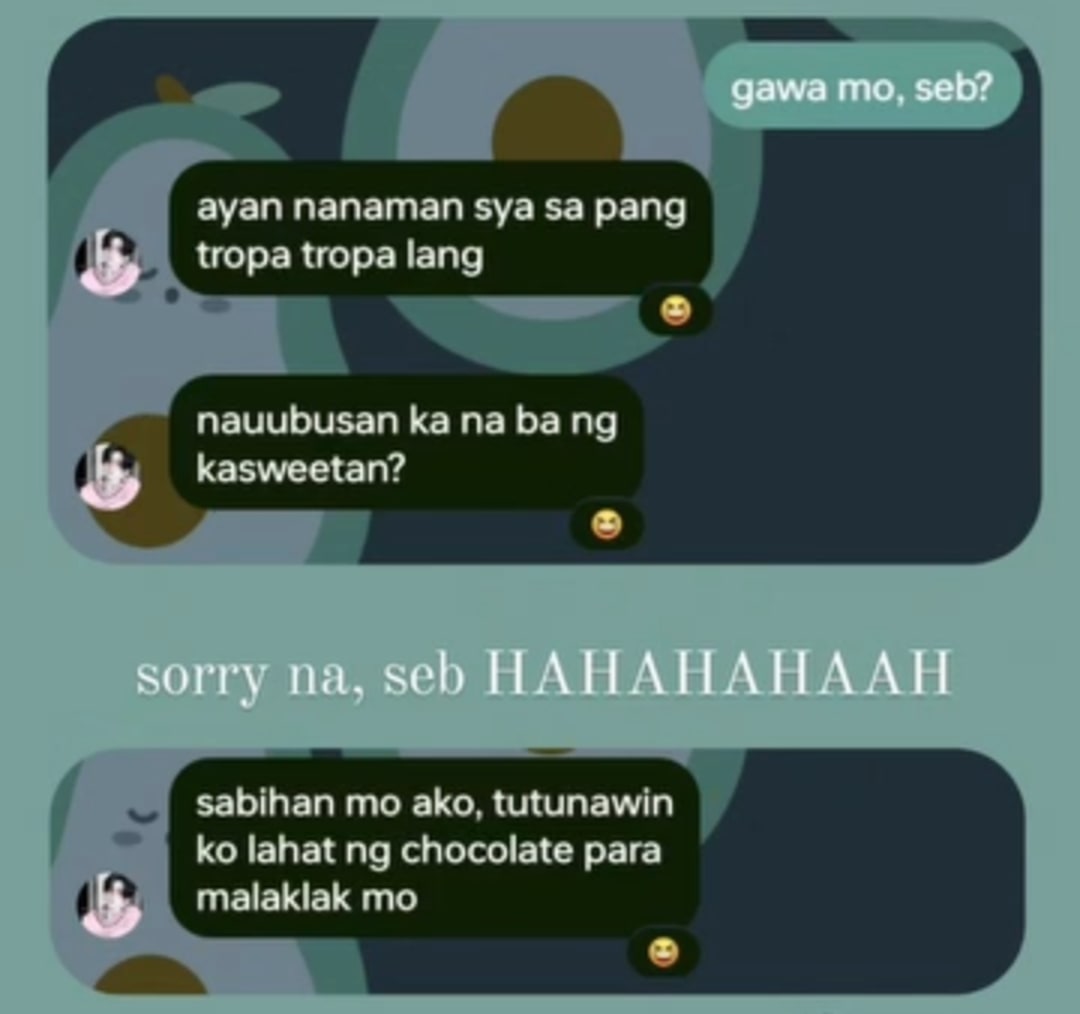 gawa mo, seb?
ayan nanaman sya sa pang
tropa tropa lang
nauubusan ka na ba ng
kasweetan?
sorry na, seb HAHAHAHAAH
sabihan mo ako, tutunawin
ko lahat ng chocolate para
malaklak mo